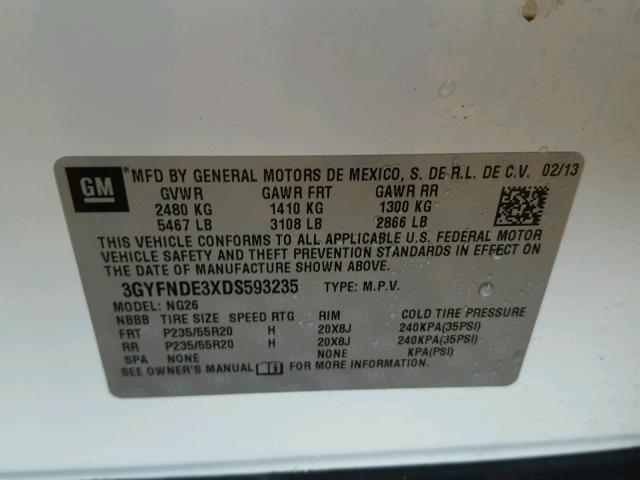 GM
MFD BY GENERAL MOTORS DE MEXICO, S. DE R.L. DE C.V. 02/13
GVWR GAWR FRT GAWR RR
2480 KG 1410 KG 1300 KG
5467 LB 3108 LB 2866 LB
THIS VEHICLE CONFORMS TO ALL APPLICABLE U.S. FEDERAL MOTOR
VEHICLE SAFETY AND THEFT PREVENTION STANDARDS IN EFFECT ON
THE DATE OF MANUFACTURE SHOWN ABOVE.
3GYFNDE3XDS593235 TYPE: M.P.V.
MODEL: NG26
NBBB TIRE SIZE SPEED RTG RIM COLD TIRE PRESSURE
FRT P235/55R20 H 20X8J 240KPA(35PSI)
RR P235/55R20 H 20X8J 240KPA(35PSI)
SPA NONE NONE KPA(PSI)
SEE OWNER'S MANUAL FOR MORE INFORMATION.